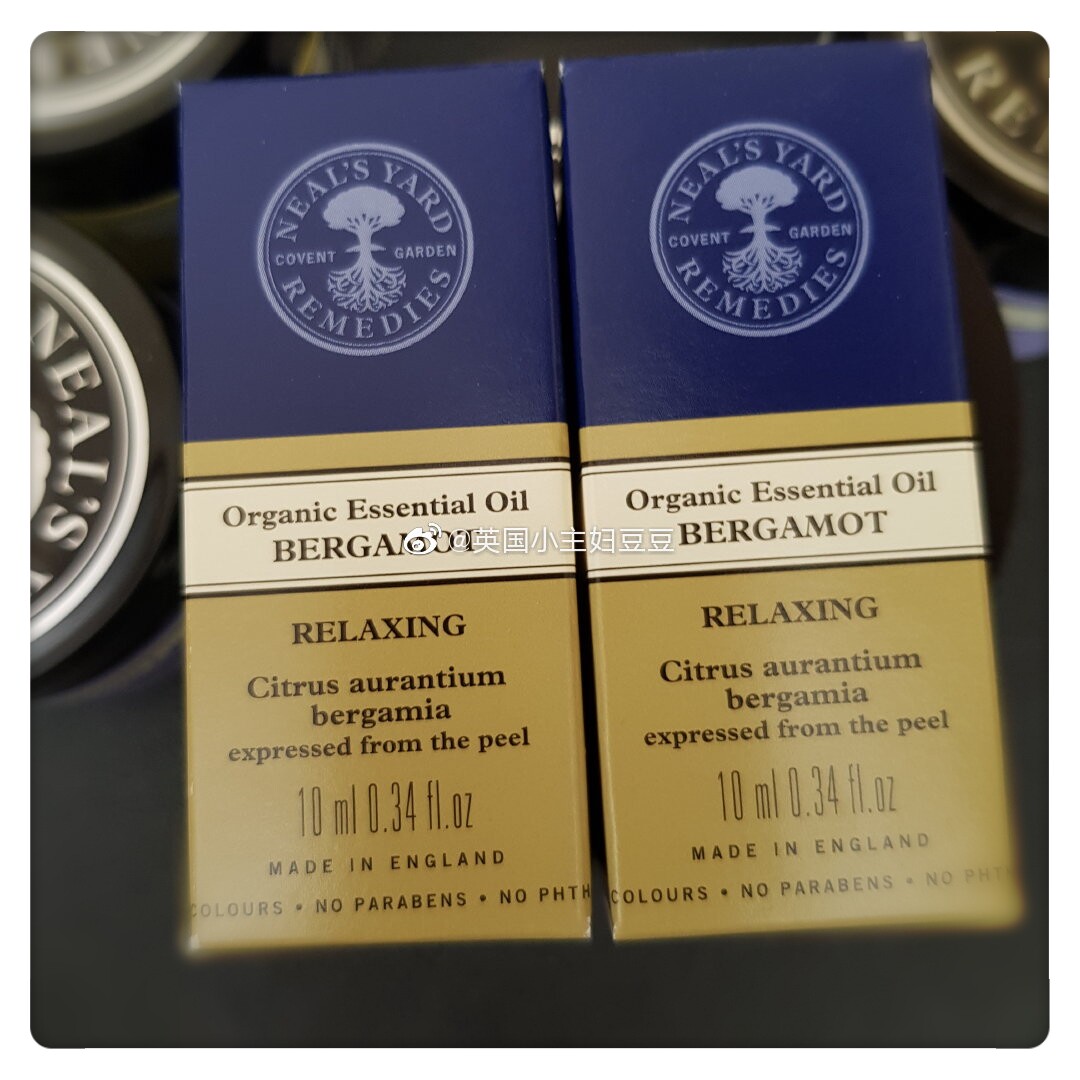 NEAL'S YARD
COVENT GARDEN
REMEDIES
Organic Essential Oil
BERGAMOT
RELAXING
Citrus aurantium
bergamia
expressed from the peel
10 ml 0.34 fl.oz
MADE IN ENGLAND
COLOURS • NO PARABENS • NO PHTH
NEAL'S YARD
COVENT GARDEN
REMEDIES
Organic Essential Oil
BERGAMOT
RELAXING
Citrus aurantium
bergamia
expressed from the peel
10 ml 0.34 fl.oz
MADE IN ENGLAND
COLOURS • NO PARABENS • NO PHTH
@英国小主妇豆豆
NEAL'S